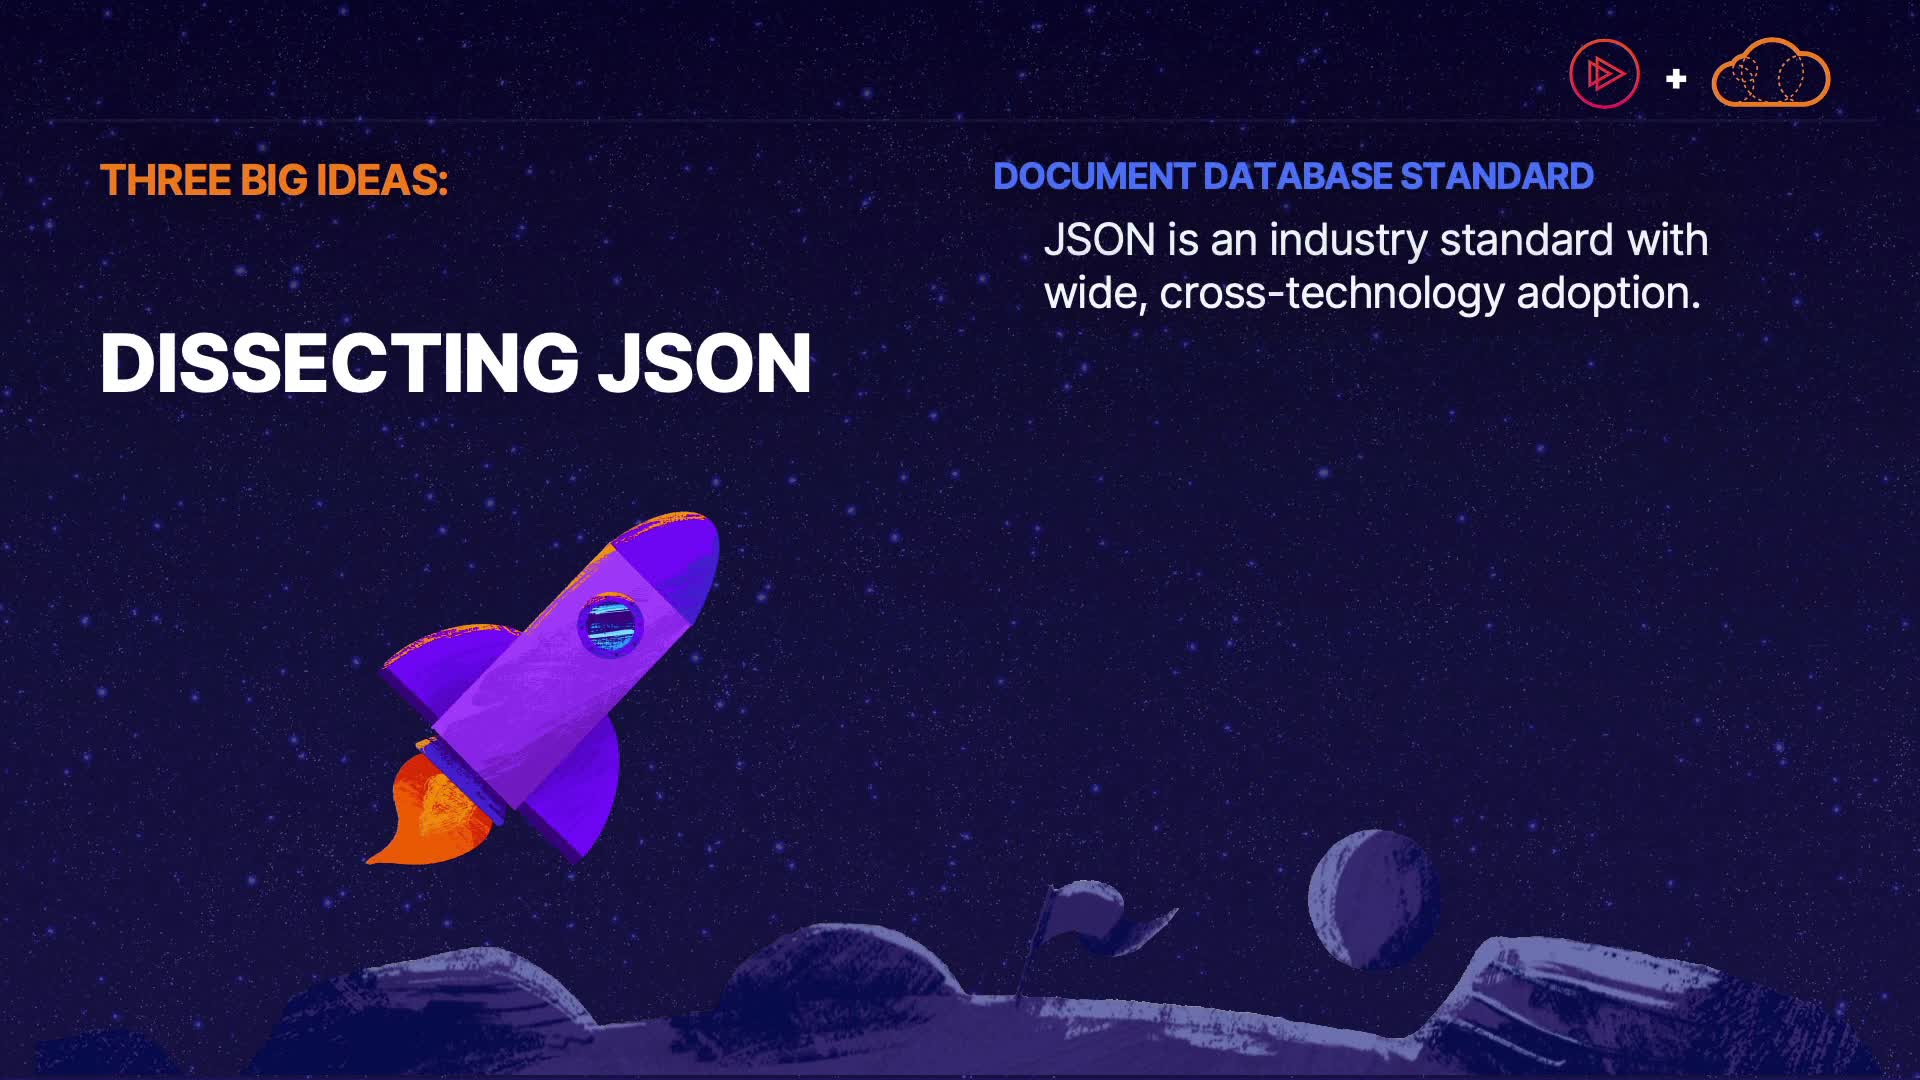 THREE BIG IDEAS:
DISSECTING JSON
DOCUMENT DATABASE STANDARD
JSON is an industry standard with
wide, cross-technology adoption.